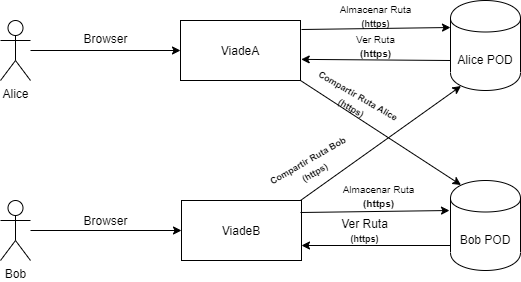 Almacenar Ruta
(https)
Browser
ViadeA
Ver Ruta
(https)
Alice POD
Alice
Compartir Ruta Alice
(https)
Compartir Ruta Bob
(https)
Almacenar Ruta
(https)
Browser
ViadeB
Ver Ruta
(https)
Bob POD
Bob